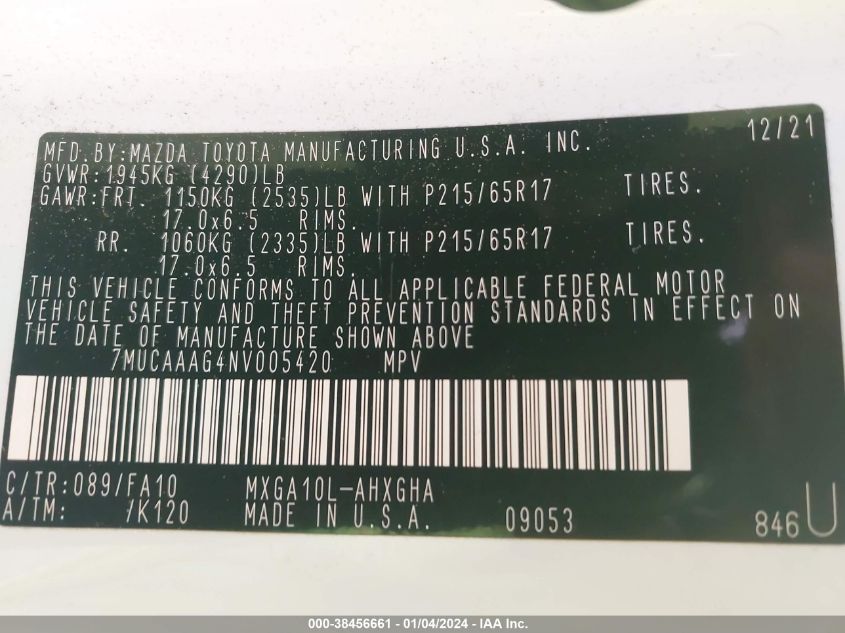 MFD.BY:MAZDA TOYOTA MANUFACTURING U.S.A. INC. 12/21
GVWR:1945KG (4290)LB
GAWR:FRT. 1150KG (2535)LB WITH P215/65R17 TIRES.
17.0x6.5 RIMS.
RR. 1060KG (2335)LB WITH P215/65R17 TIRES.
17.0x6.5 RIMS.
THIS VEHICLE CONFORMS TO ALL APPLICABLE FEDERAL MOTOR
VEHICLE SAFETY AND THEFT PREVENTION STANDARDS IN EFFECT ON
THE DATE OF MANUFACTURE SHOWN ABOVE
7MUCAAAG4NV005420 MPV
C/TR:089/FA10 MXGA10L-AHXGHA
A/TM: /K120 MADE IN U.S.A. 09053 846 U
000-38456661 - 01/04/2024 - IAA Inc.